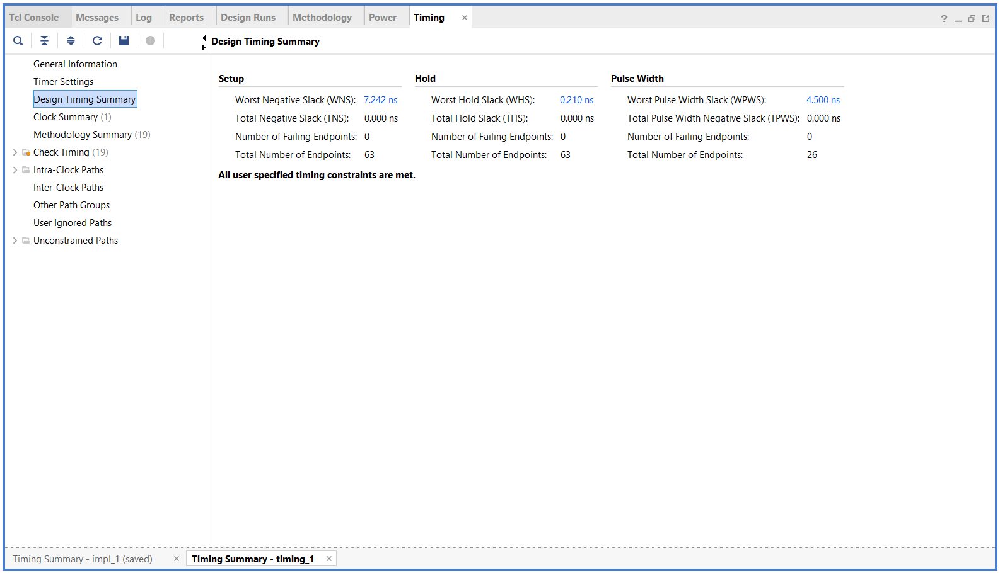 Tcl Console Messages Log Reports Design Runs Methodology Power Timing × ?
Design Timing Summary
General Information
Timer Settings
Design Timing Summary
Clock Summary (1)
Methodology Summary (19)
Check Timing (19)
Intra-Clock Paths
Inter-Clock Paths
Other Path Groups
User Ignored Paths
Unconstrained Paths
Setup Hold Pulse Width
Worst Negative Slack (WNS): 7.242 ns Worst Hold Slack (WHS): 0.210 ns Worst Pulse Width Slack (WPWS): 4.500 ns
Total Negative Slack (TNS): 0.000 ns Total Hold Slack (THS): 0.000 ns Total Pulse Width Negative Slack (TPWS): 0.000 ns
Number of Failing Endpoints: 0 Number of Failing Endpoints: 0 Number of Failing Endpoints: 0
Total Number of Endpoints: 63 Total Number of Endpoints: 63 Total Number of Endpoints: 26
All user specified timing constraints are met.
Timing Summary - impl_1 (saved) × Timing Summary - timing_1 ×